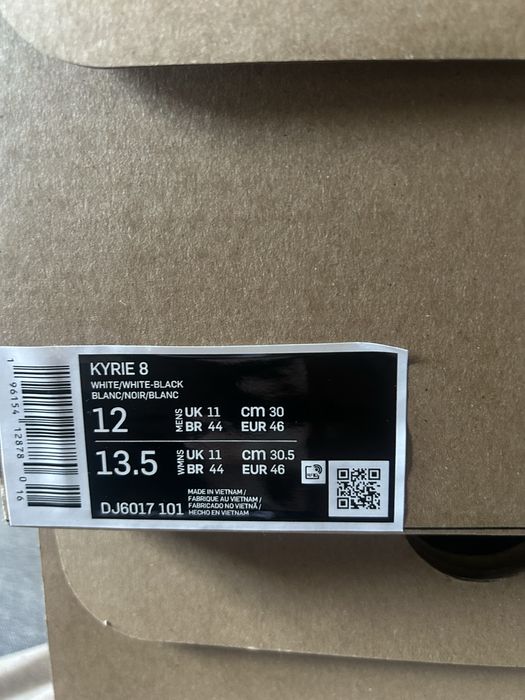 KYRIE 8
WHITE/WHITE-BLACK
BLANC/NOIR/BLANC
12 MENS UK 11 CM 30
BR 44 EUR 46
13.5 WMNS UK 11 CM 30.5
BR 44 EUR 46
DJ6017 101
MADE IN VIETNAM /
FABRIQUE AU VIETNAM /
FABRICADO NO VIETNÃ /
HECHO EN VIETNAM
1 96154 12878 0 16